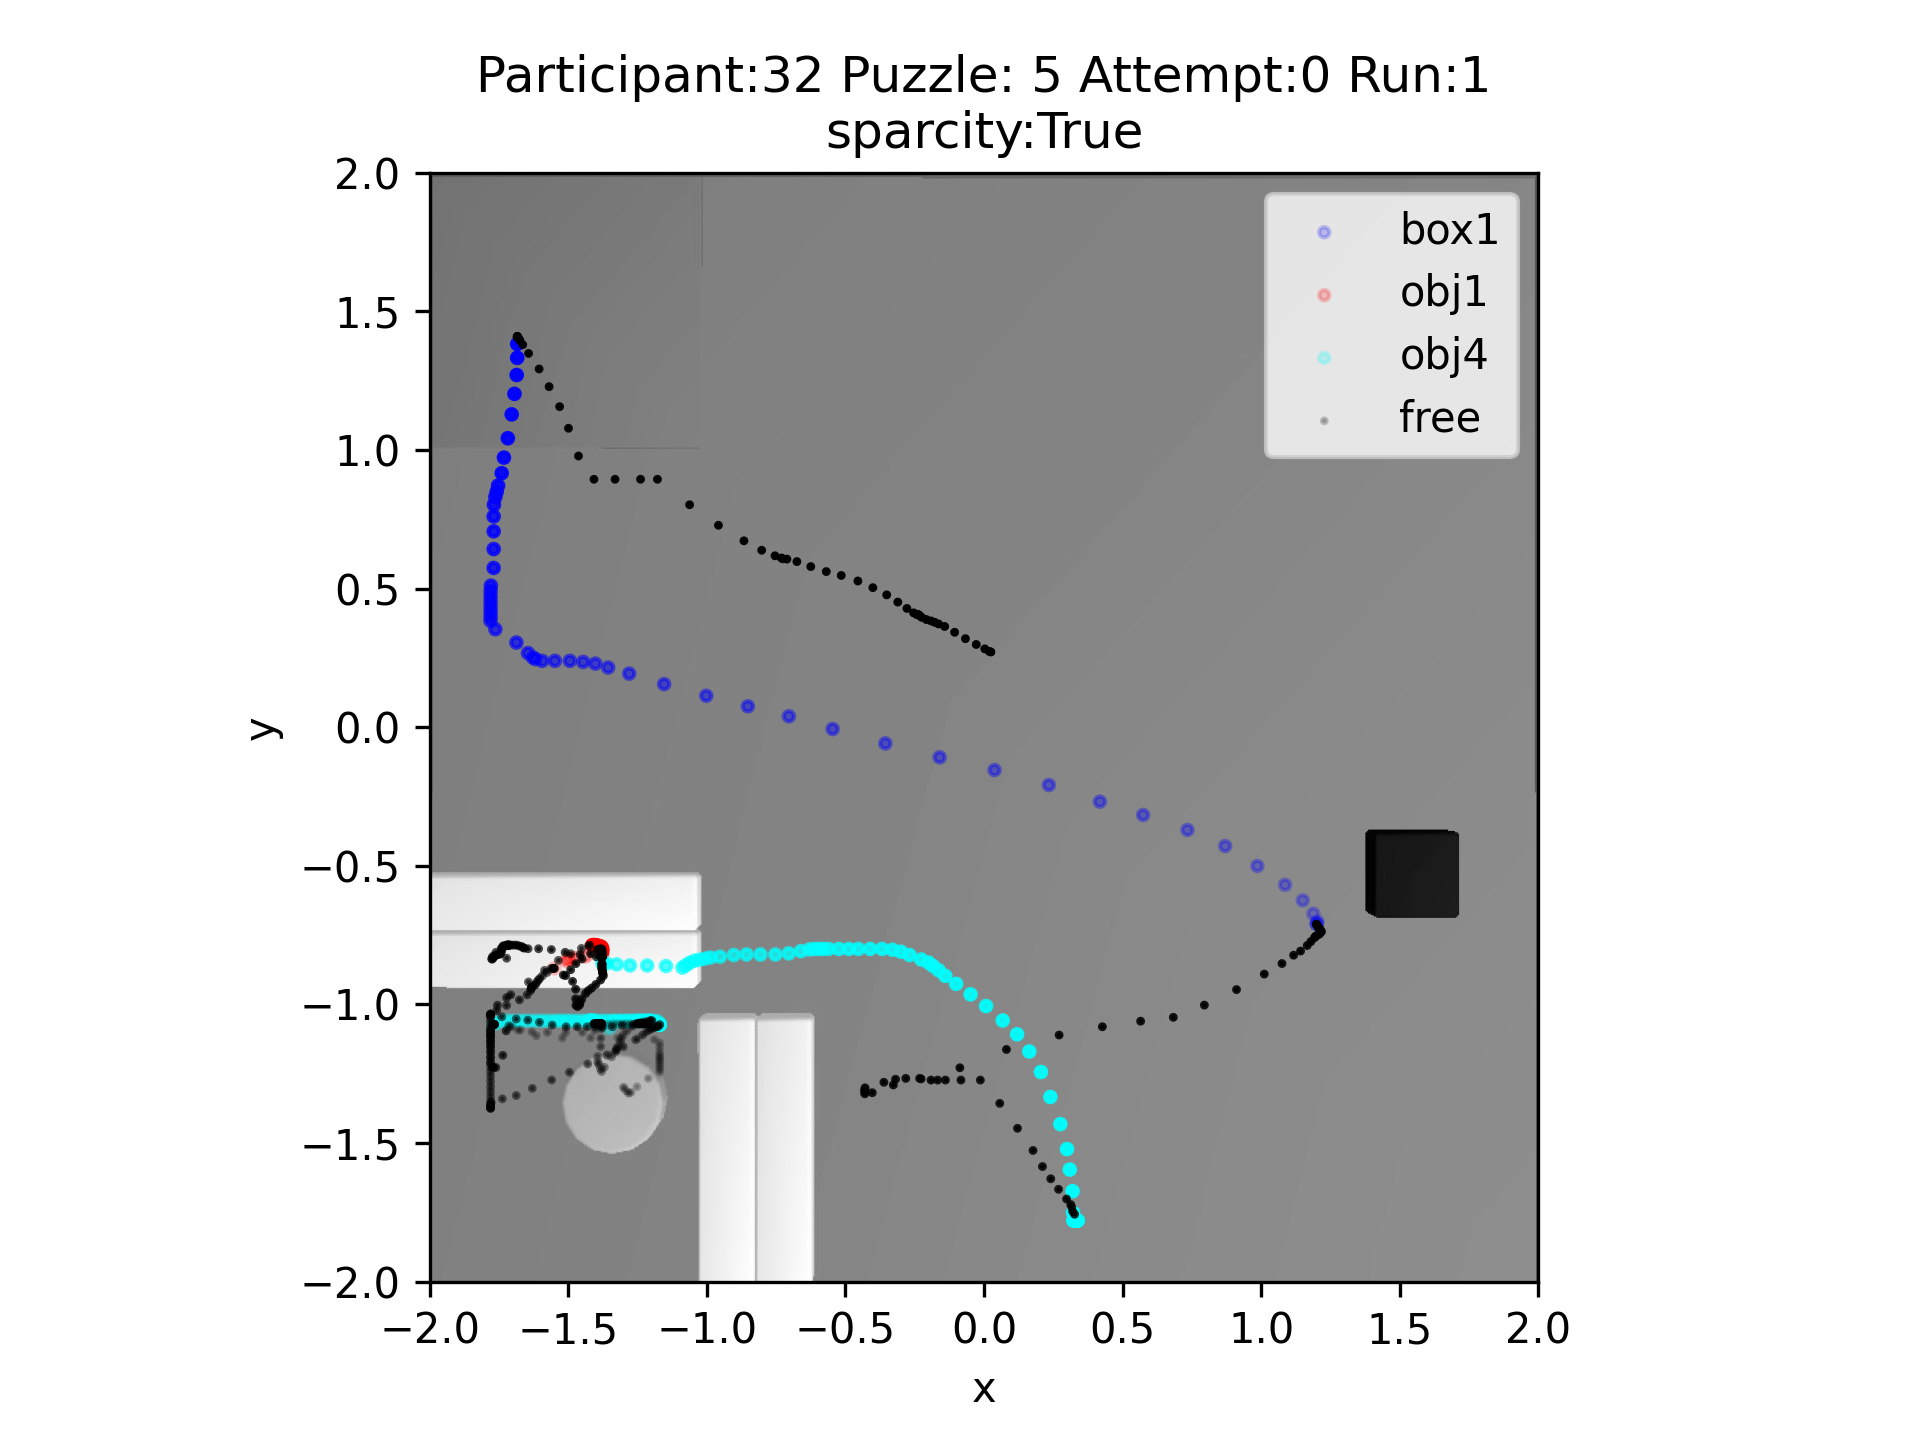 Participant:32 Puzzle: 5 Attempt:0 Run:1
sparcity:True
2.0
1.5
1.0
0.5
0.0
−0.5
−1.0
−1.5
−2.0
y
box1
obj1
obj4
free
−2.0 −1.5 −1.0 −0.5 0.0 0.5 1.0 1.5 2.0
x